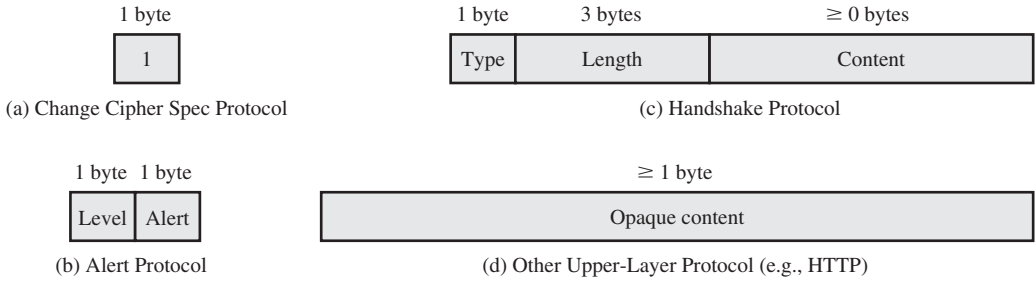 1 byte
1
(a) Change Cipher Spec Protocol
1 byte 3 bytes ≥ 0 bytes
Type Length Content
(c) Handshake Protocol
1 byte 1 byte
Level Alert
(b) Alert Protocol
≥ 1 byte
Opaque content
(d) Other Upper-Layer Protocol (e.g., HTTP)